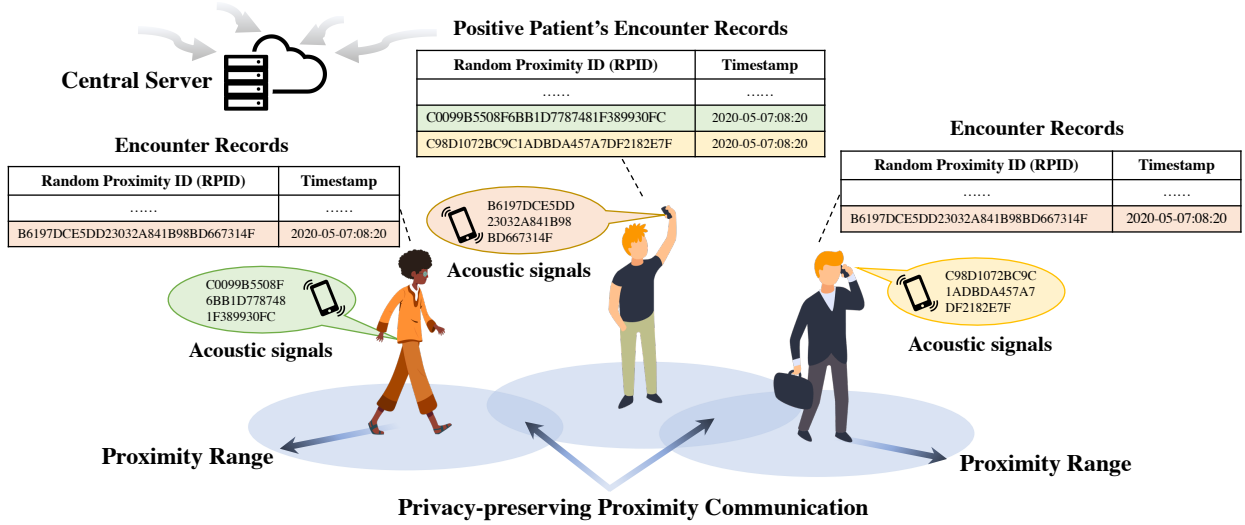 Central Server
Positive Patient's Encounter Records
Random Proximity ID (RPID) Timestamp
…… ……
C0099B5508F6BB1D7787481F389930FC 2020-05-07:08:20
C98D1072BC9C1ADBDA457A7DF2182E7F 2020-05-07:08:20
Encounter Records
Random Proximity ID (RPID) Timestamp
…… ……
B6197DCE5DD23032A841B98BD667314F 2020-05-07:08:20
Encounter Records
Random Proximity ID (RPID) Timestamp
…… ……
B6197DCE5DD23032A841B98BD667314F 2020-05-07:08:20
B6197DCE5DD
23032A841B98
BD667314F
Acoustic signals
C0099B5508F
6BB1D778748
1F389930FC
Acoustic signals
C98D1072BC9C
1ADBDA457A7
DF2182E7F
Acoustic signals
Proximity Range
Proximity Range
Privacy-preserving Proximity Communication